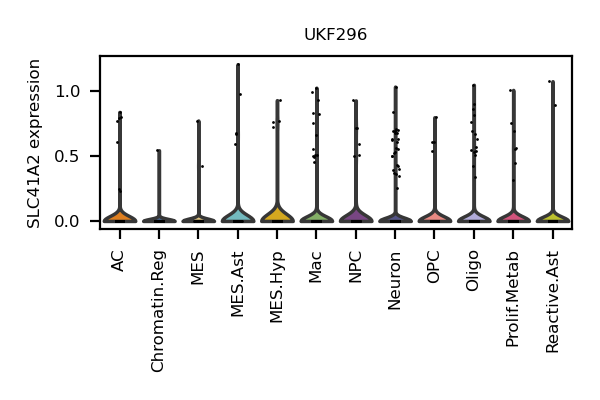 UKF296
SLC41A2 expression
1.0
0.5
0.0
AC
Chromatin.Reg
MES
MES.Ast
MES.Hyp
Mac
NPC
Neuron
OPC
Oligo
Prolif.Metab
Reactive.Ast